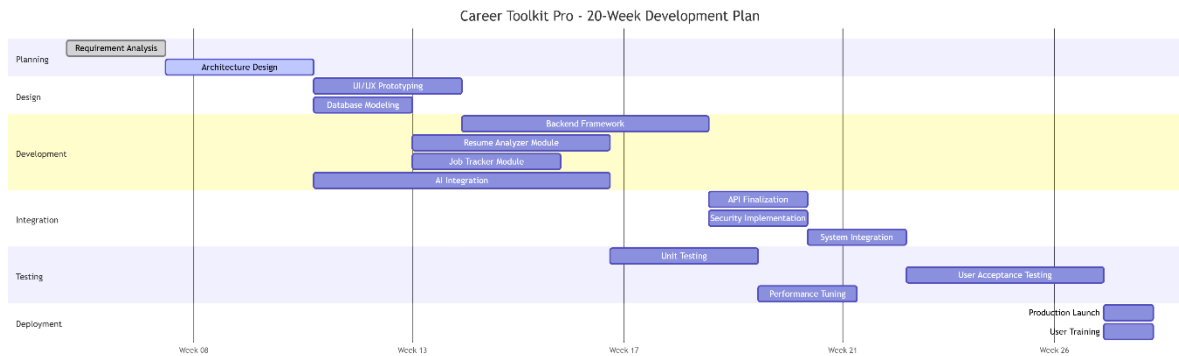 Career Toolkit Pro - 20-Week Development Plan
Requirement Analysis
Planning
Architecture Design
UI/UX Prototyping
Design
Database Modeling
Backend Framework
Resume Analyzer Module
Development
Job Tracker Module
AI Integration
API Finalization
Integration
Security Implementation
System Integration
Unit Testing
Testing
User Acceptance Testing
Performance Tuning
Production Launch
Deployment
User Training
Week 08 Week 13 Week 17 Week 21 Week 26